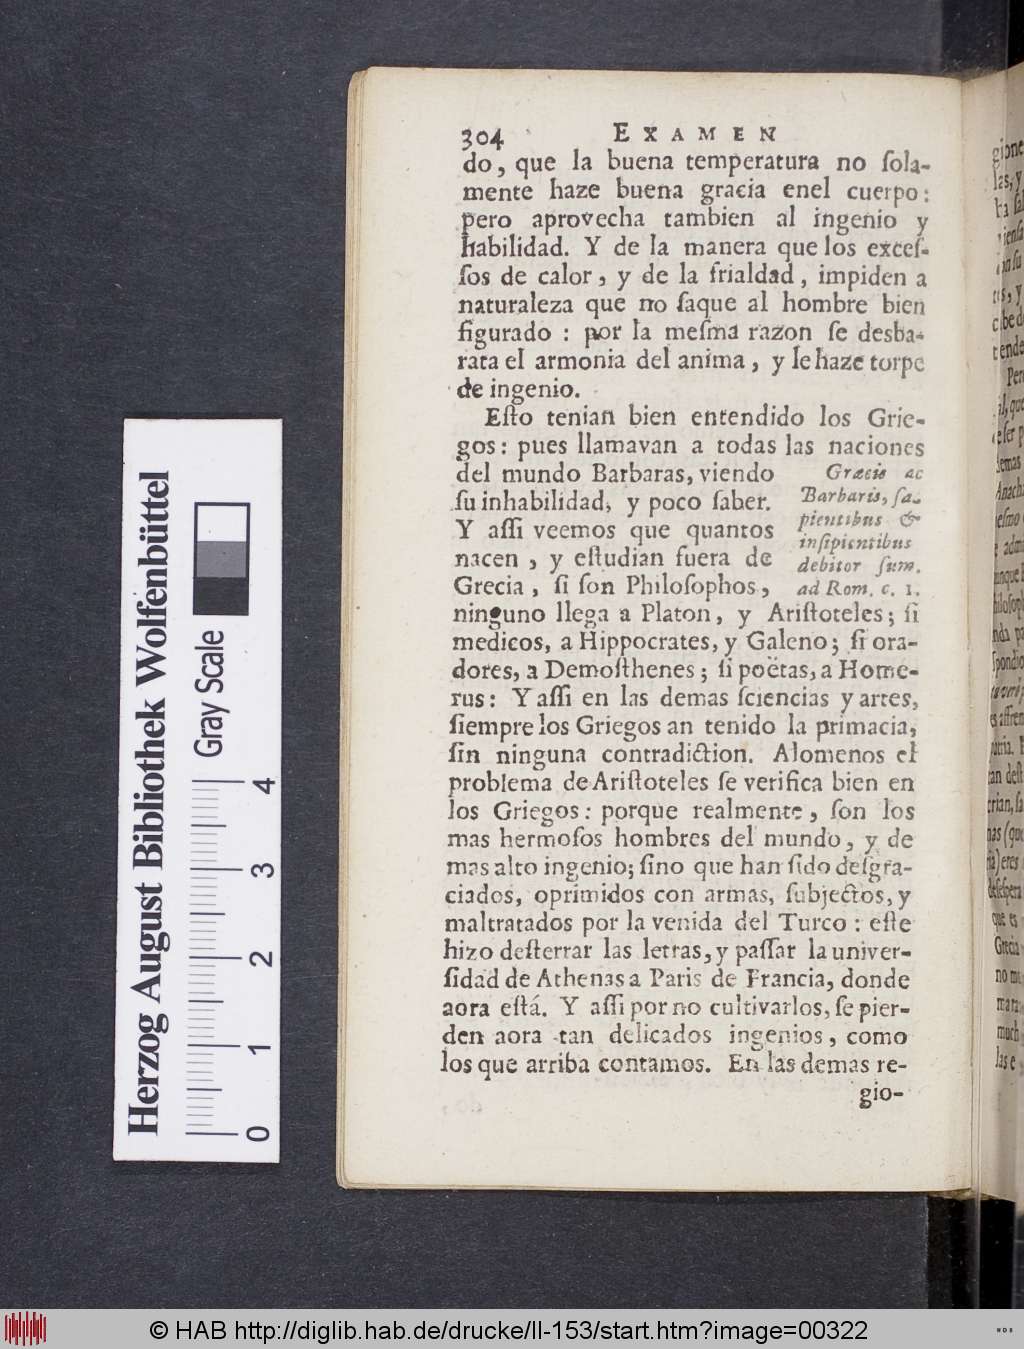 304 EXAMEN
do, que la buena temperatura no ſola-
mente haze buena gracia enel cuerpo:
pero aprovecha tambien al ingenio y
habilidad. Y de la manera que los exceſ-
ſos de calor, y de la frialdad, impiden a
naturaleza que no ſaque al hombre bien
figurado : por la meſma razon ſe desba-
rata el armonia del anima, y le haze torpe
de ingenio.
Eſto tenian bien entendido los Grie-
gos: pues llamavan a todas las naciones
del mundo Barbaras, viendo
ſu inhabilidad, y poco ſaber.
Y aſſi veemos que quantos
nacen, y eſtudian fuera de
Grecia, ſi ſon Philoſophos,
Græcis ac
Barbaris, ſa-
pientibus &
inſipientibus
debitor ſum.
ad Rom. c. 1.
ninguno llega a Platon, y Ariſtoteles; ſi
medicos, a Hippocrates, y Galeno; ſi ora-
dores, a Demoſthenes; ſi poëtas, a Home-
rus: Y aſſi en las demas ſciencias y artes,
ſiempre los Griegos an tenido la primacia,
ſin ninguna contradiction. Alomenos el
problema de Ariſtoteles ſe verifica bien en
los Griegos: porque realmente, ſon los
mas hermoſos hombres del mundo, y de
mas alto ingenio; ſino que han ſido deſgra-
ciados, oprimidos con armas, ſubjectos, y
maltratados por la venida del Turco: eſte
hizo deſterrar las letras, y paſſar la univer-
ſidad de Athenas a Paris de Francia, donde
aora eſtá. Y aſſi por no cultivarlos, ſe pier-
den aora tan delicados ingenios, como
los que arriba contamos. En las demas re-
gio-
Herzog August Bibliothek Wolfenbüttel
Gray Scale
0 1 2 3 4
© HAB http://diglib.hab.de/drucke/ll-153/start.htm?image=00322